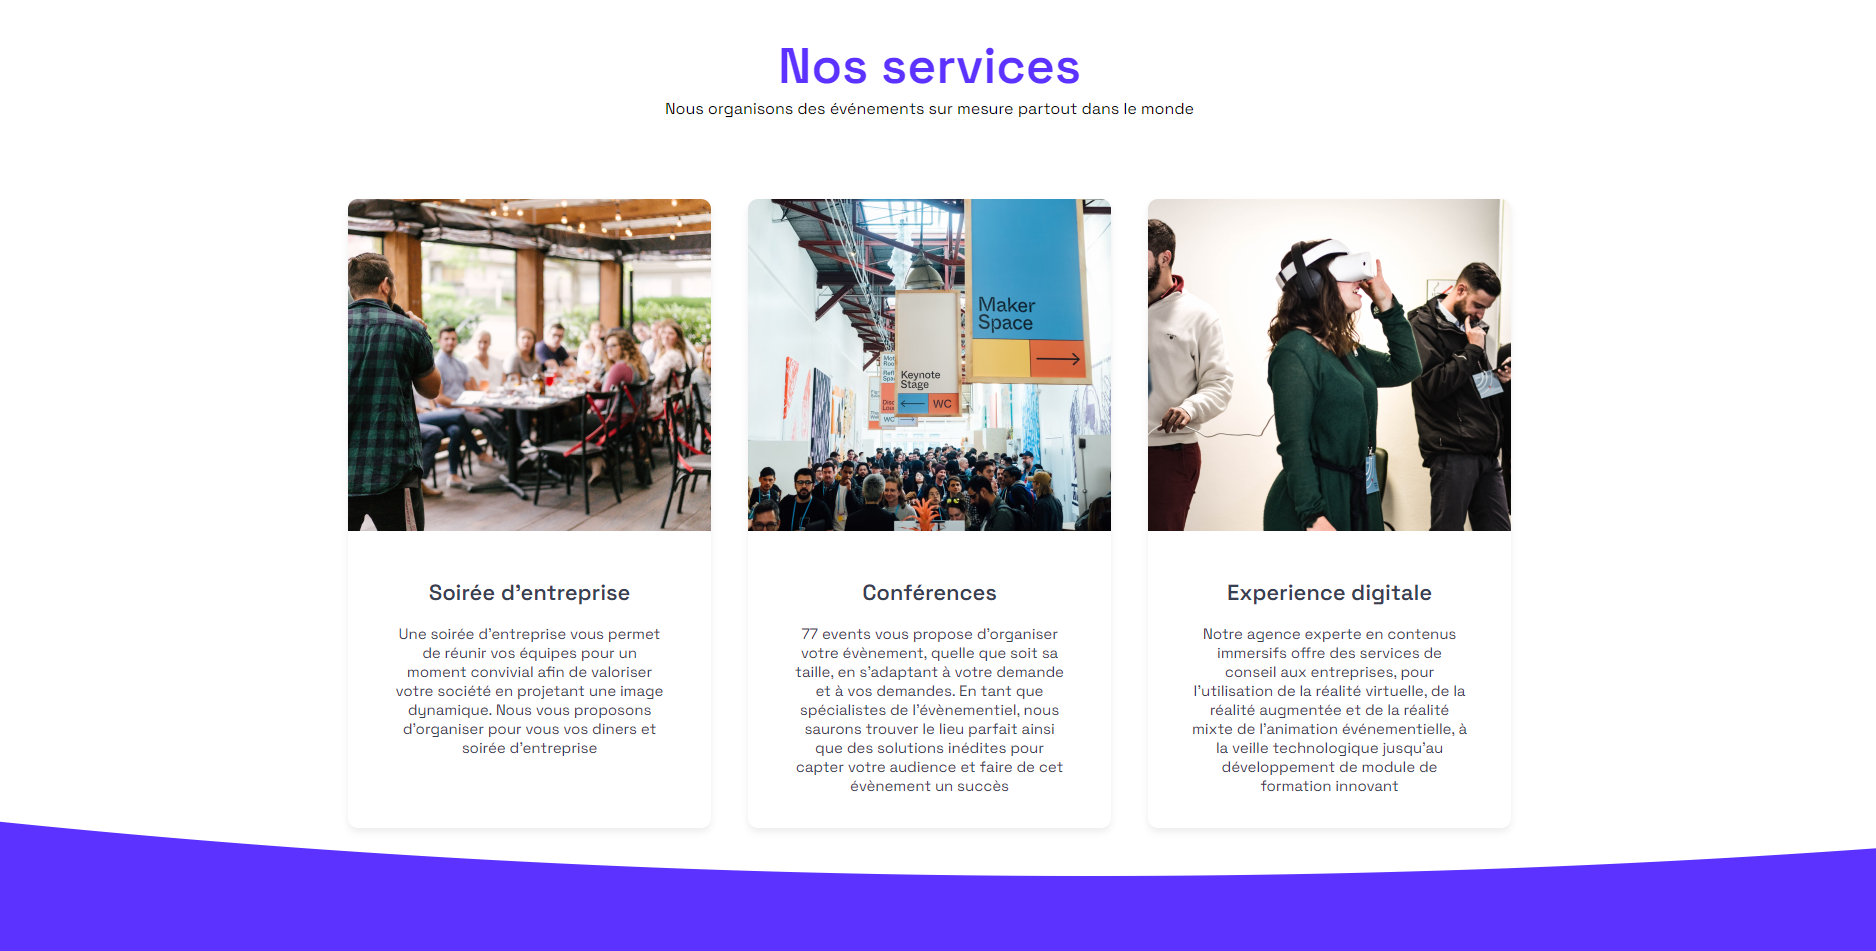 Nos services
Nous organisons des événements sur mesure partout dans le monde
Maker
Space
Keynote
Stage
WC
WC
Soirée d'entreprise
Une soirée d'entreprise vous permet
de réunir vos équipes pour un
moment convivial afin de valoriser
votre société en projetant une image
dynamique. Nous vous proposons
d'organiser pour vous vos diners et
soirée d'entreprise
Conférences
77 events vous propose d'organiser
votre évènement, quelle que soit sa
taille, en s'adaptant à votre demande
et à vos demandes. En tant que
spécialistes de l'évènementiel, nous
saurons trouver le lieu parfait ainsi
que des solutions inédites pour
capter votre audience et faire de cet
évènement un succès
Experience digitale
Notre agence experte en contenus
immersifs offre des services de
conseil aux entreprises, pour
l'utilisation de la réalité virtuelle, de la
réalité augmentée et de la réalité
mixte de l'animation événementielle, à
la veille technologique jusqu'au
développement de module de
formation innovant